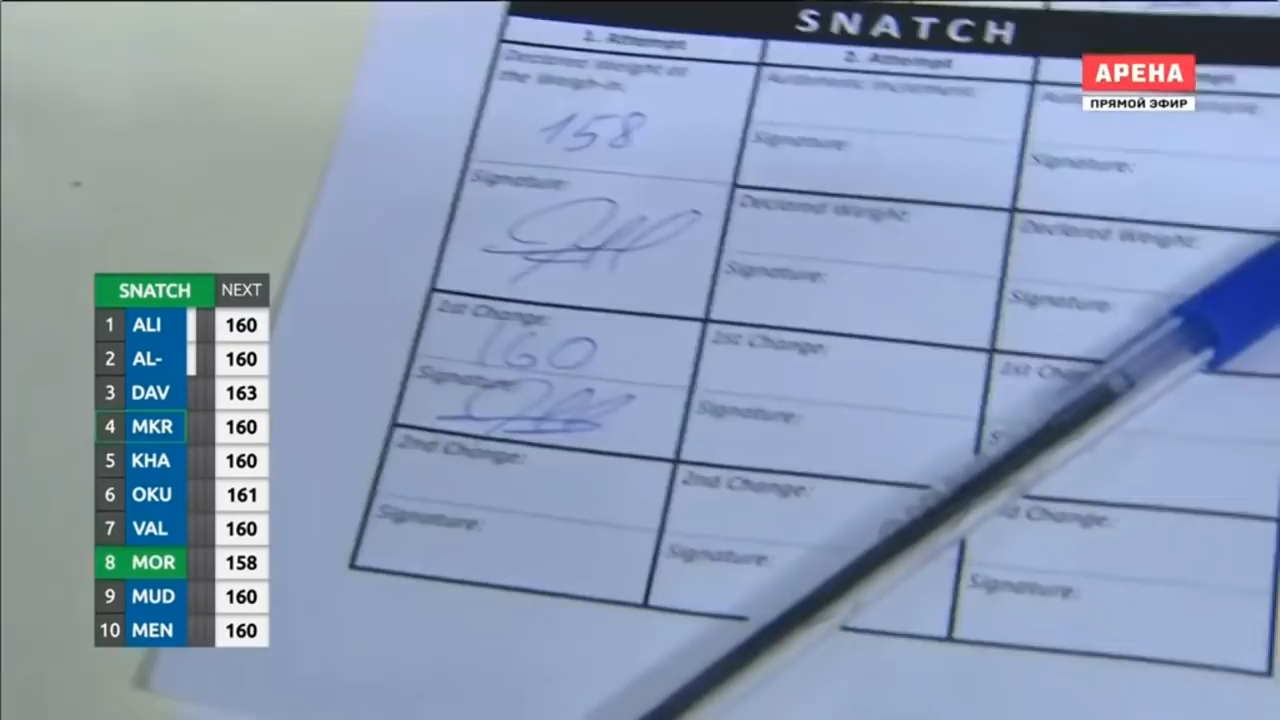 SNATCH
1. Attempt
2. Attempt
Declared Weight at
the Weigh-in:
158
Signature:
1st Change:
160
Signature:
2nd Change:
Signature:
Automatic Increment:
Signature:
Declared Weight:
Signature:
1st Change:
Signature:
2nd Change:
Signature:
Signature:
Declared Weight:
Signature:
Change:
Signature:
АРЕНА
ПРЯМОЙ ЭФИР
SNATCH NEXT
1 ALI 160
2 AL- 160
3 DAV 163
4 MKR 160
5 KHA 160
6 OKU 161
7 VAL 160
8 MOR 158
9 MUD 160
10 MEN 160